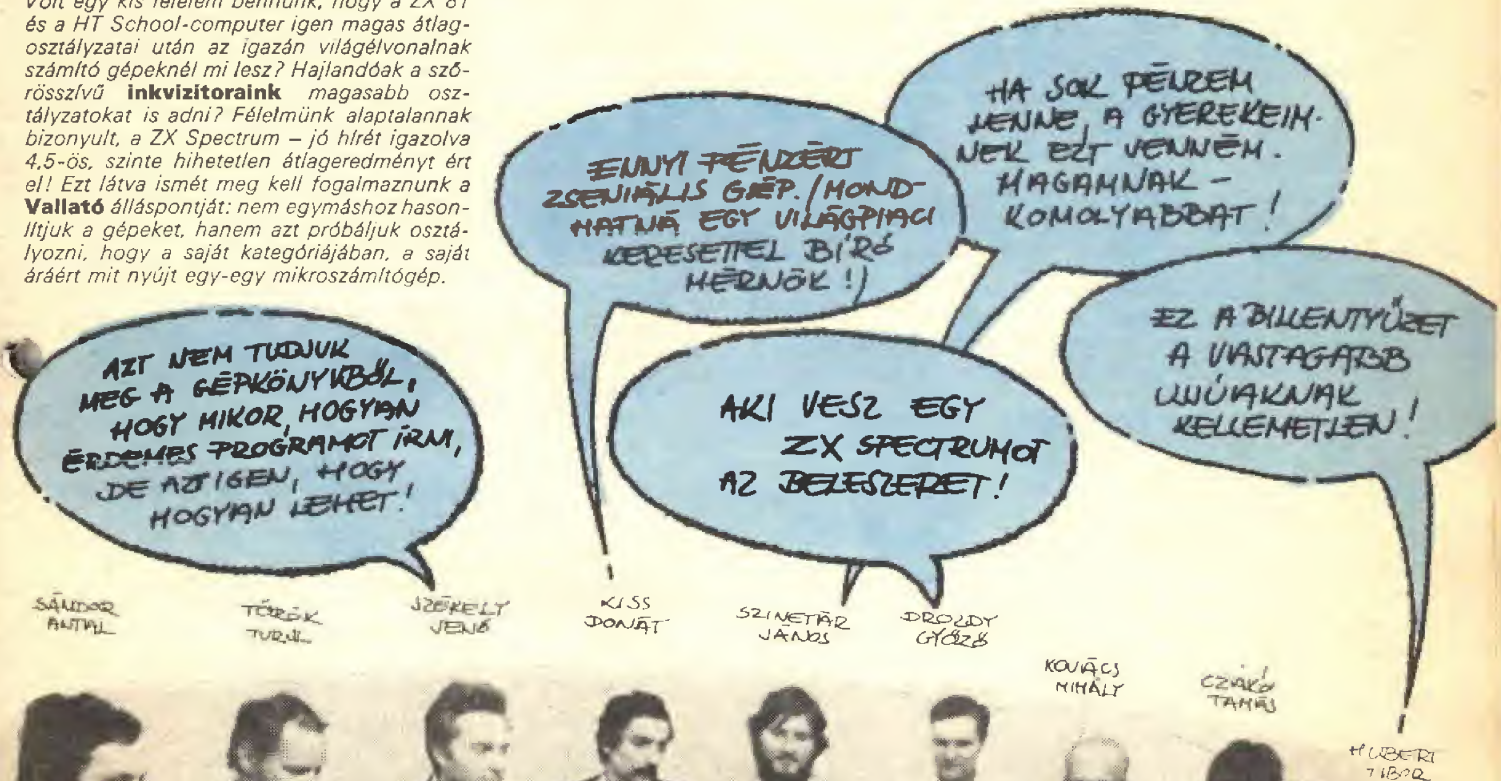 Volt egy kis félelem bennünk, hogy a ZX 81
és a HT School-computer igen magas átlag-
osztályzatai után az igazán világélvonalnak
számító gépeknél mi lesz? Hajlandóak a ször-
rösszívű inkvizítoraink magasabb osz-
tályzatokat is adni? Félelmünk alaptalannak
bizonyult, a ZX Spectrum – jó hírét igazolva
4,5-ös, szinte hihetetlen átlageredményt ért
el! Ezt látva ismét meg kell fogalmaznunk a
Vallató álláspontját: nem egymáshoz hason-
lítjuk a gépeket, hanem azt próbáljuk osztá-
lyozni, hogy a saját kategóriájában, a saját
áráért mit nyújt egy-egy mikroszámítógép.
AZT NEM TUDJUK
MEG A GÉPKÖNYVBŐL,
HOGY MIKOR, HOGYAN
ÉRDEMES PROGRAMOT ÍRNI,
DE AZT IGEN, HOGY
HOGYAN LEHET!
ENNYI PÉNZÉRT
ZSENIÁLIS GÉP. (MOND-
HATNÁ EGY VILÁGPIACI
KERESETTEL BÍRÓ
MÉRNÖK!)
HA SOK PÉNZEM
LENNE, A GYEREKEIM-
NEK EZT VENNÉM.
MAGAMNAK –
KOMOLYABBAT!
AKI VESZ EGY
ZX SPECTRUMOT
AZ BELESZERET!
EZ A BILLENTYŰZET
A VASTAGABB
UJJÚAKNAK
KELLEMETLEN!
SÁNDOR
ANTAL
TÖRÖK
TURUL
SZÉKELY
JENŐ
KISS
DONÁT
SZINETÁR
JÁNOS
DROZDY
GYŐZŐ
KOVÁCS
MIHÁLY
CZAKÓ
TAMÁS
HUBERT
TIBOR